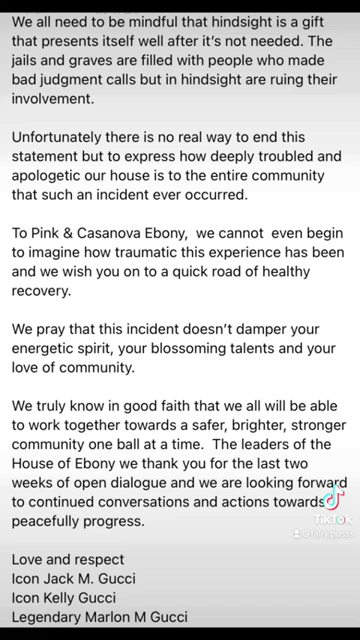 We all need to be mindful that hindsight is a gift
that presents itself well after it's not needed. The
jails and graves are filled with people who made
bad judgment calls but in hindsight are ruing their
involvement.
Unfortunately there is no real way to end this
statement but to express how deeply troubled and
apologetic our house is to the entire community
that such an incident ever occurred.
To Pink & Casanova Ebony, we cannot even begin
to imagine how traumatic this experience has been
and we wish you on to a quick road of healthy
recovery.
We pray that this incident doesn't damper your
energetic spirit, your blossoming talents and your
love of community.
We truly know in good faith that we all will be able
to work together towards a safer, brighter, stronger
community one ball at a time. The leaders of the
House of Ebony we thank you for the last two
weeks of open dialogue and we are looking forward
to continued conversations and actions towards
peacefully progress.
TikTok
Love and respect
Icon Jack M. Gucci
Icon Kelly Gucci
Legendary Marlon M Gucci